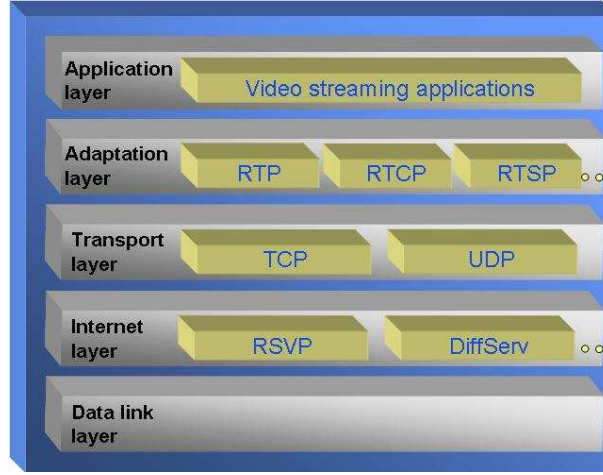 Application
layer
Video streaming applications
Adaptation
layer
RTP
RTCP
RTSP
Transport
layer
TCP
UDP
Internet
layer
RSVP
DiffServ
Data link
layer